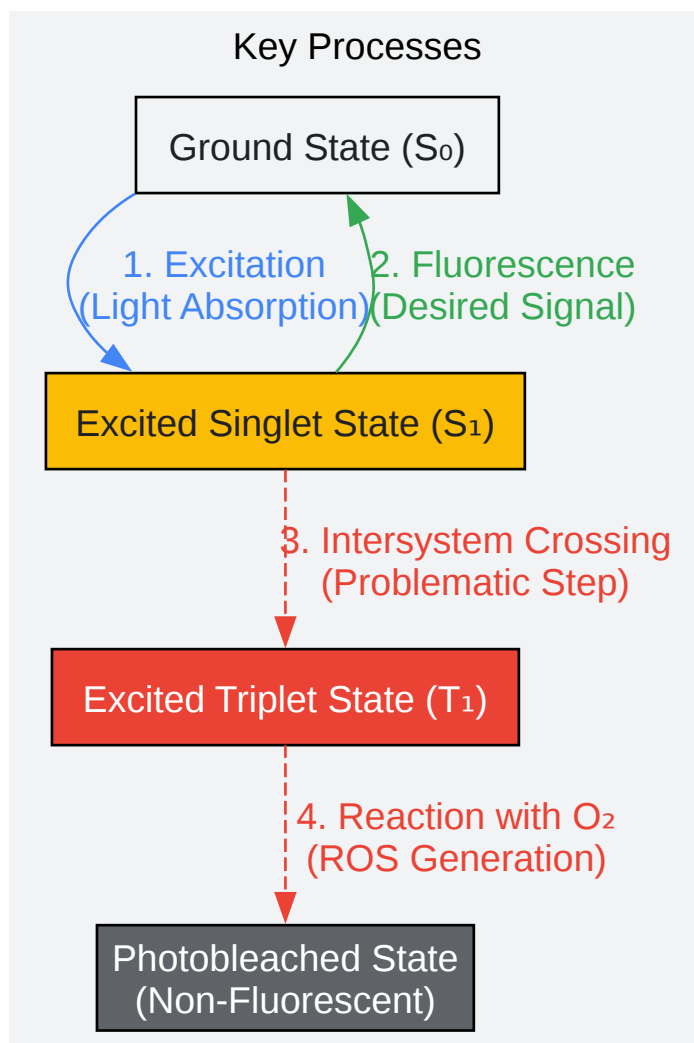 Key Processes
Ground State (S₀)
1. Excitation
(Light Absorption)
2. Fluorescence
(Desired Signal)
Excited Singlet State (S₁)
3. Intersystem Crossing
(Problematic Step)
Excited Triplet State (T₁)
4. Reaction with O₂
(ROS Generation)
Photobleached State
(Non-Fluorescent)